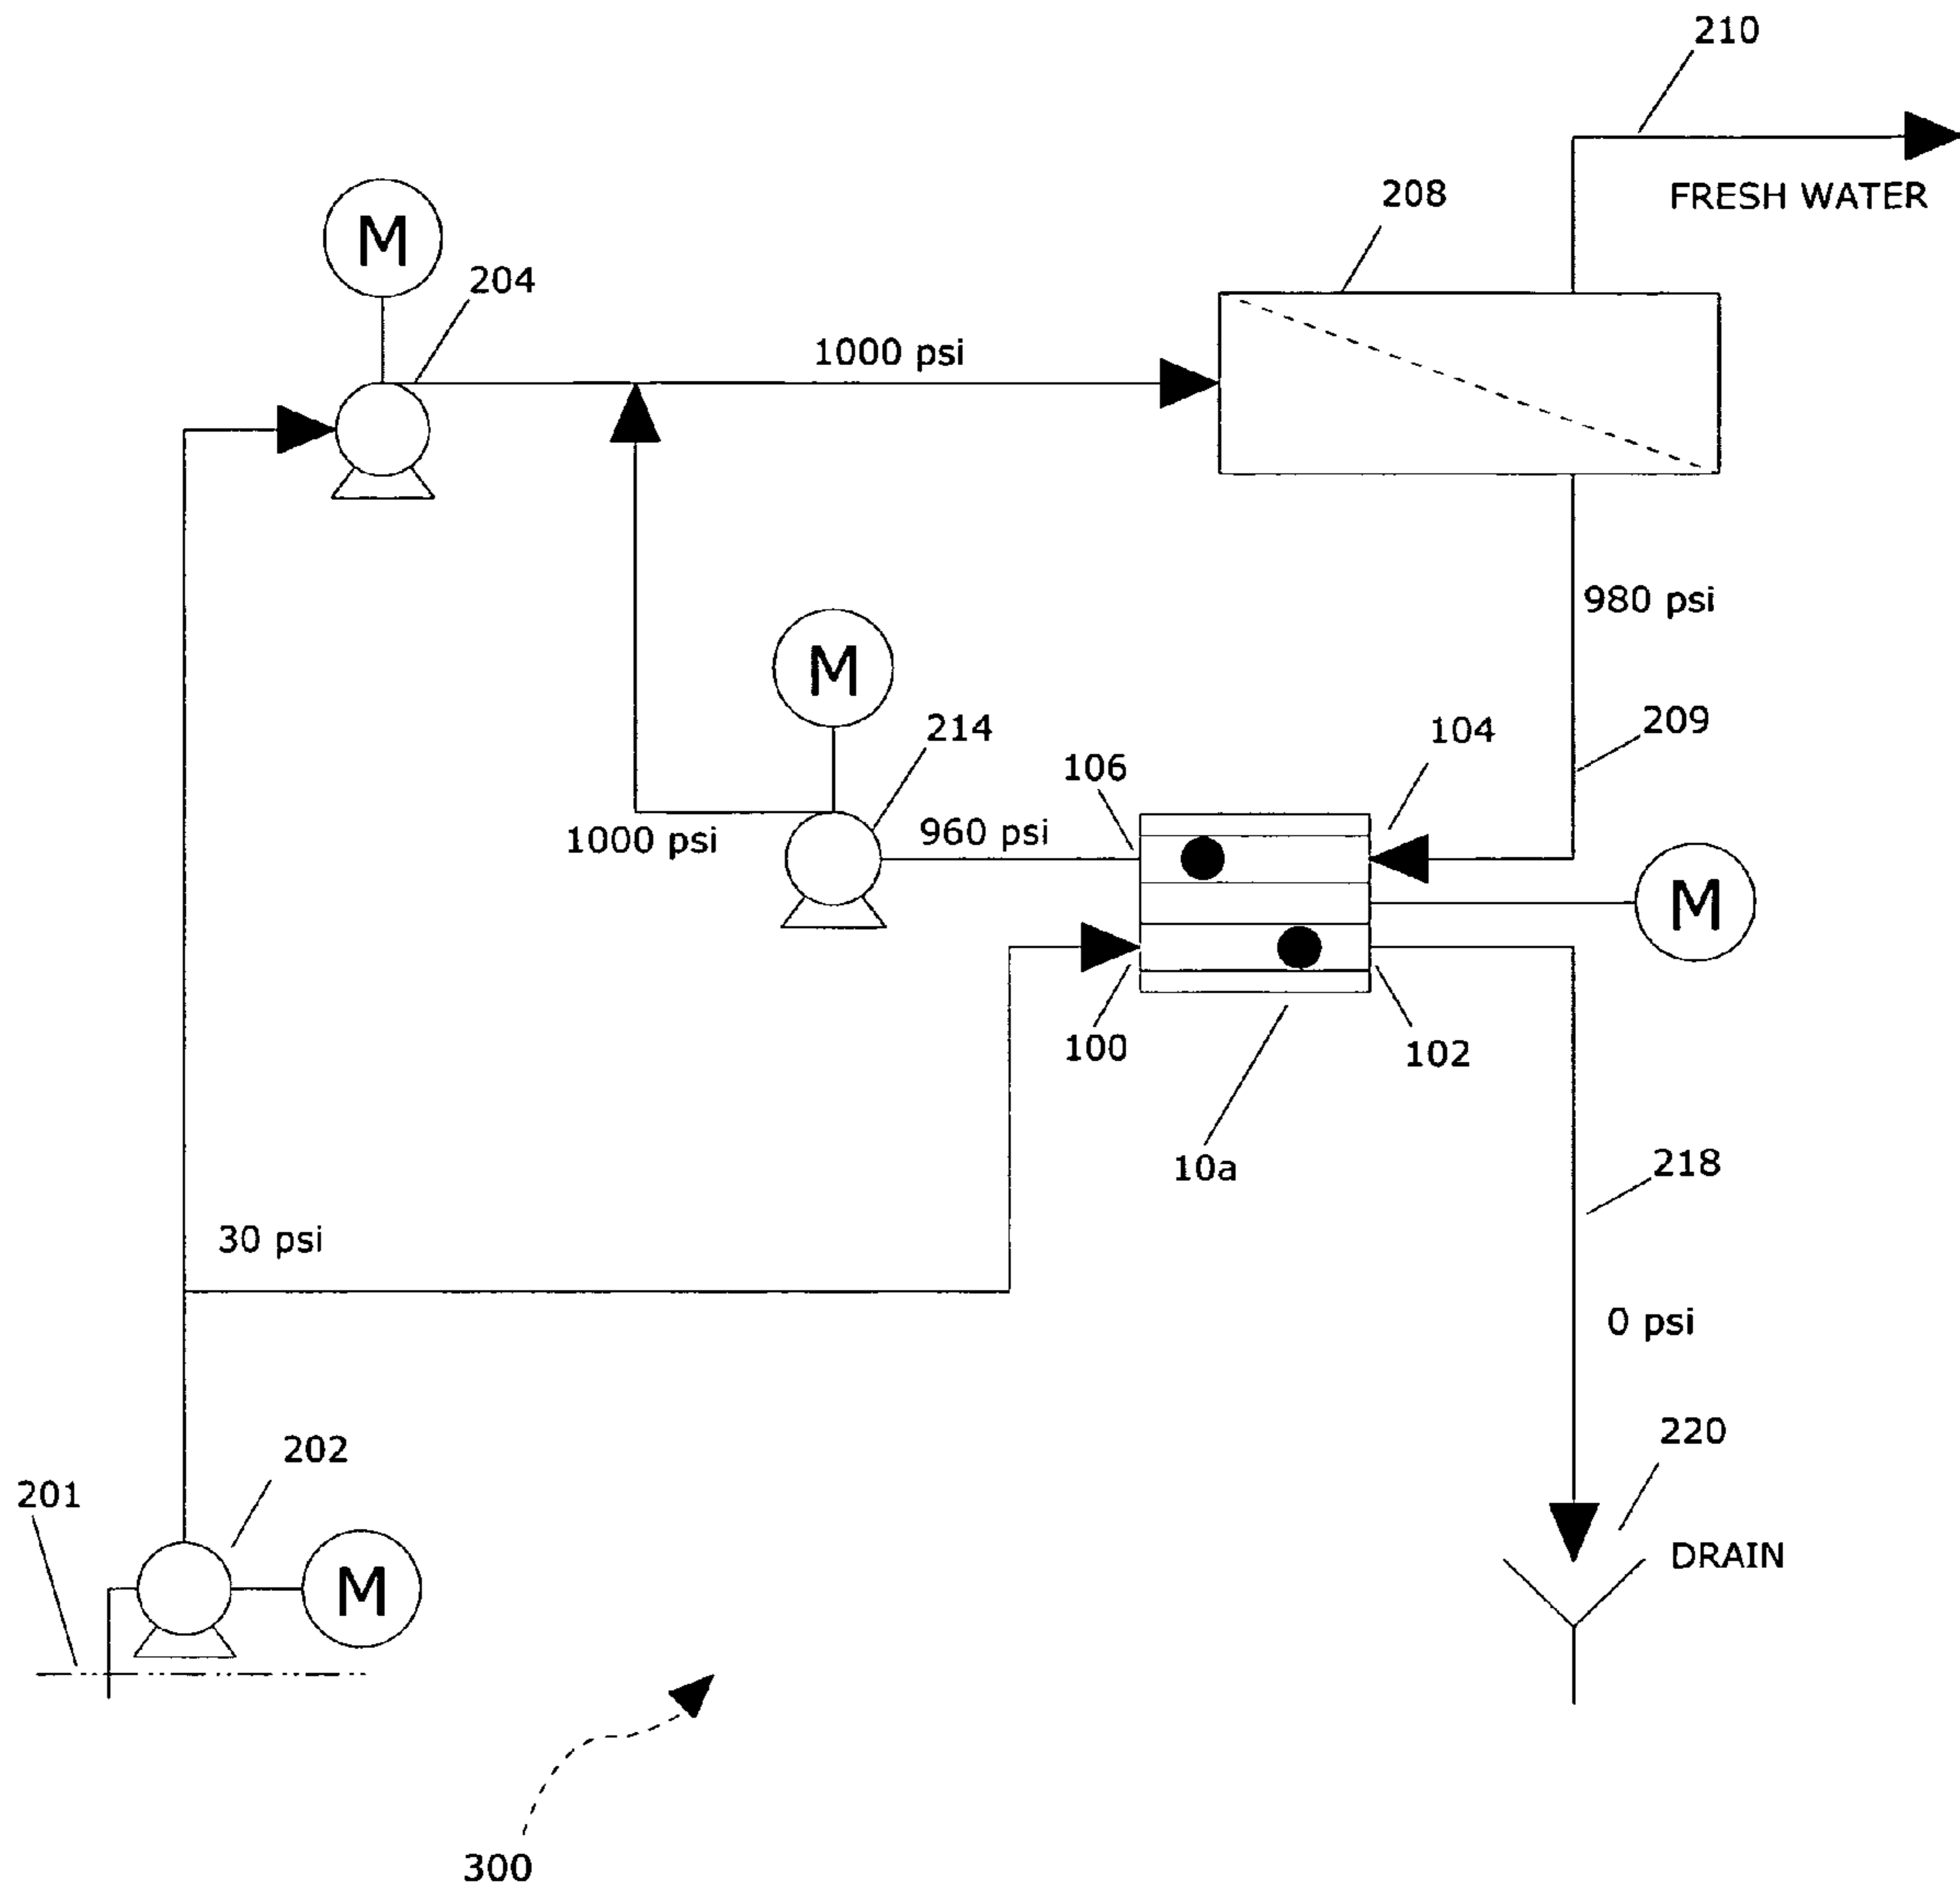 210
FRESH WATER
208
M
204
1000 psi
980 psi
M
209
104
214
106
960 psi
1000 psi
M
100
102
10a
218
30 psi
0 psi
220
202
201
M
DRAIN
300